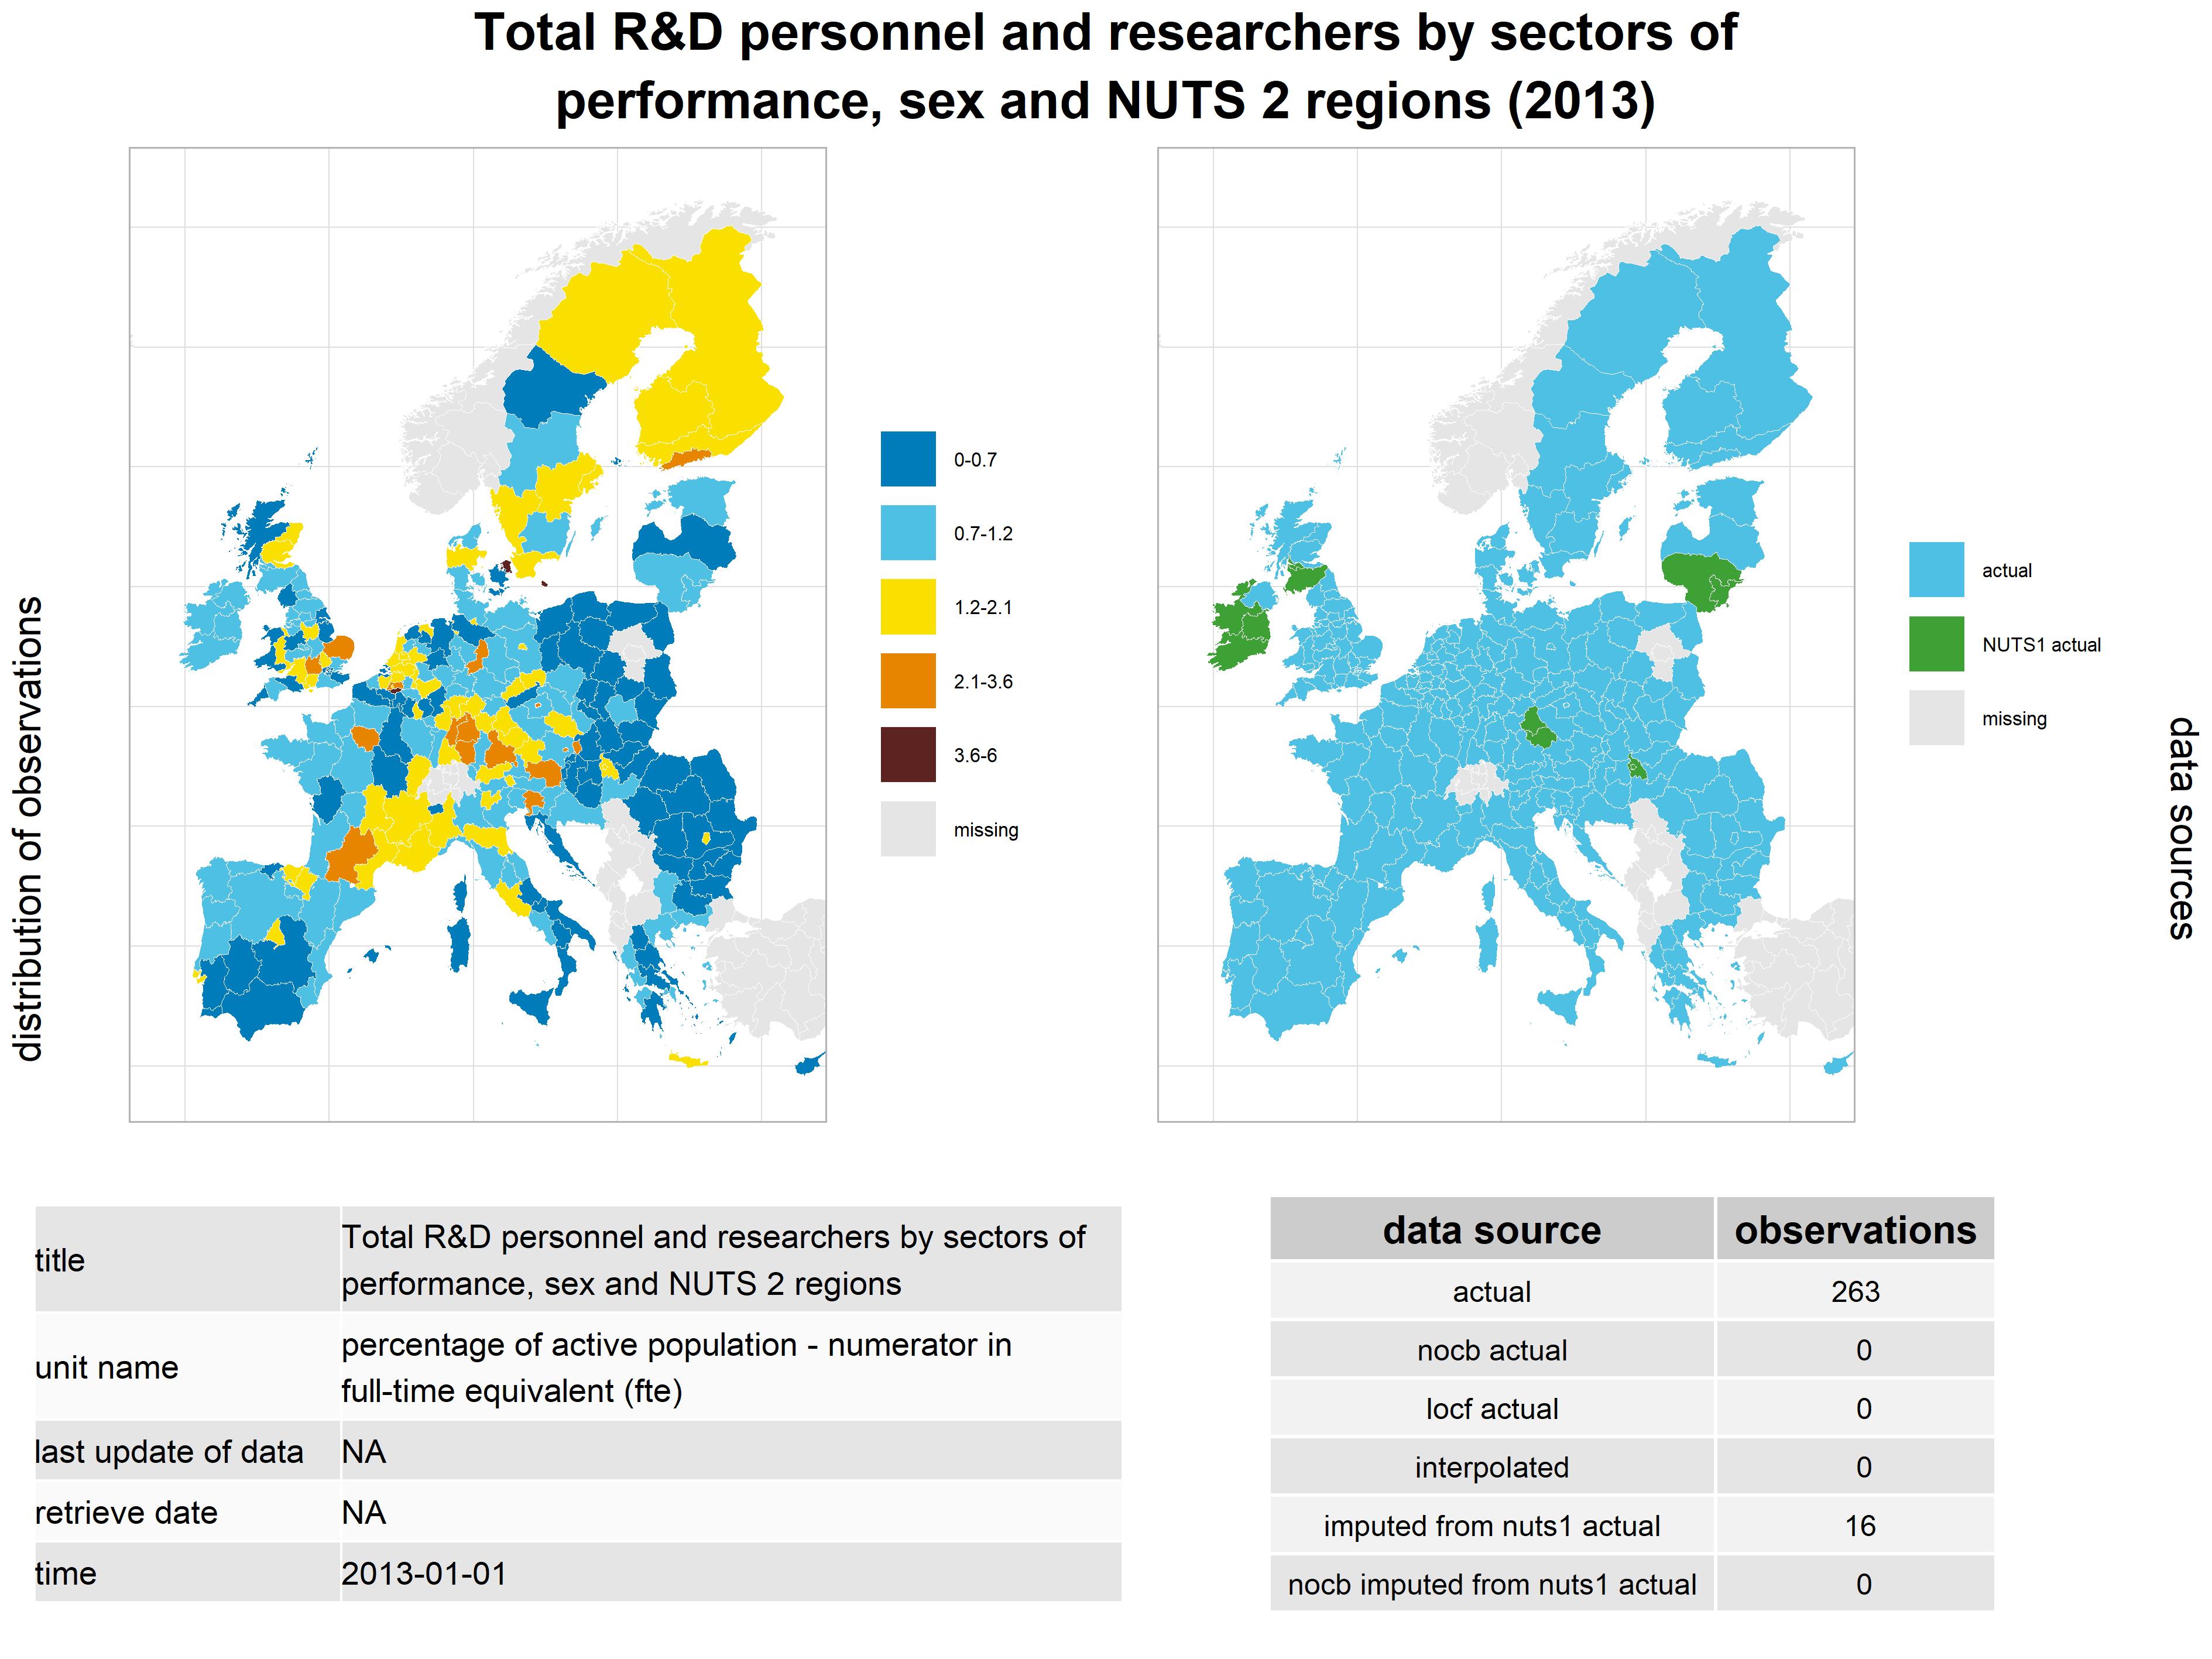 Total R&D personnel and researchers by sectors of
performance, sex and NUTS 2 regions (2013)
distribution of observations
0-0.7
0.7-1.2
1.2-2.1
2.1-3.6
3.6-6
missing
actual
NUTS1 actual
missing
data sources
title
Total R&D personnel and researchers by sectors of
performance, sex and NUTS 2 regions
unit name
percentage of active population - numerator in
full-time equivalent (fte)
last update of data NA
retrieve date NA
time 2013-01-01
data source observations
actual 263
nocb actual 0
locf actual 0
interpolated 0
imputed from nuts1 actual 16
nocb imputed from nuts1 actual 0